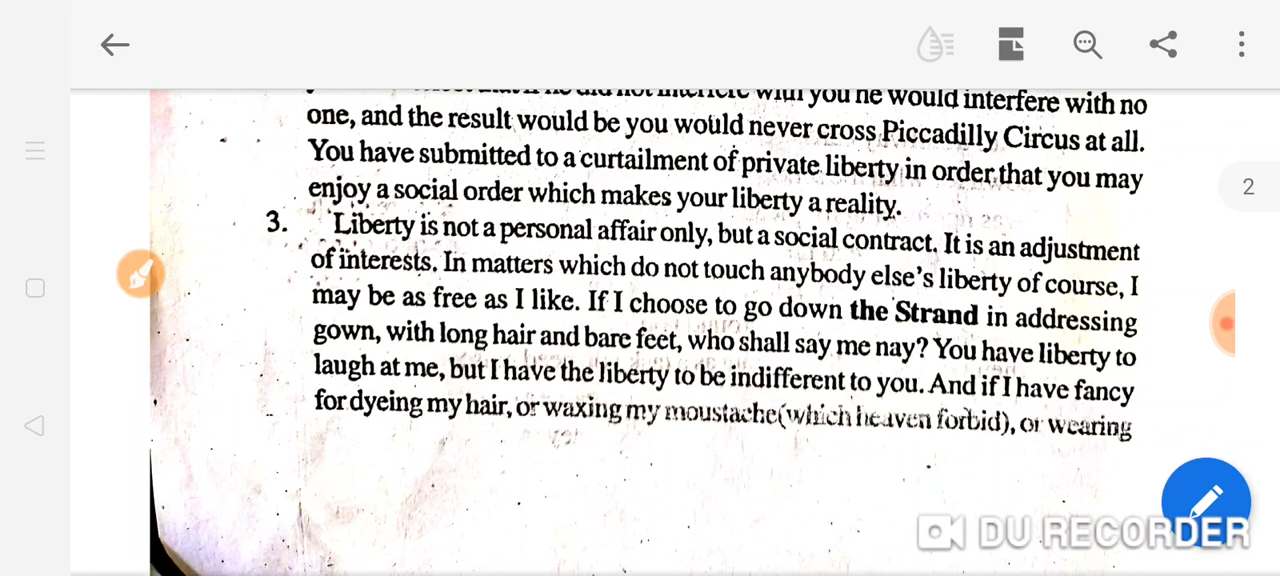 did not interfere with you he would interfere with no
one, and the result would be you would never cross Piccadilly Circus at all.
You have submitted to a curtailment of private liberty in order that you may
enjoy a social order which makes your liberty a reality.
3. Liberty is not a personal affair only, but a social contract. It is an adjustment
of interests. In matters which do not touch anybody else's liberty of course, I
may be as free as I like. If I choose to go down the Strand in addressing
gown, with long hair and bare feet, who shall say me nay? You have liberty to
laugh at me, but I have the liberty to be indifferent to you. And if I have fancy
for dyeing my hair, or waxing my moustache(which heaven forbid), or wearing
2
DU RECORDER